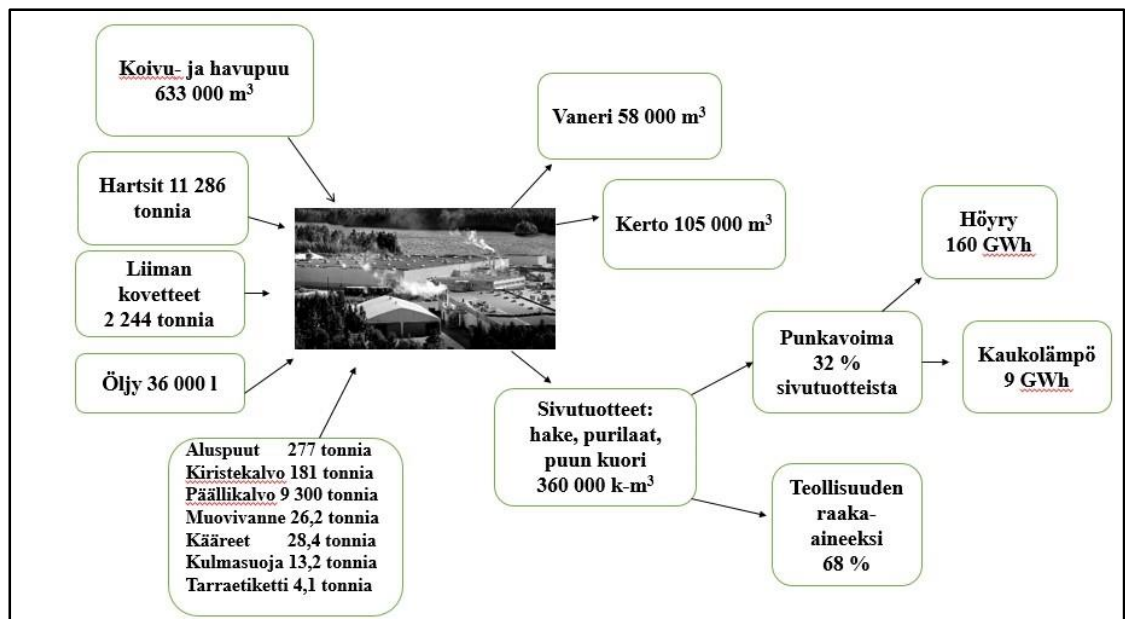 Koivu- ja havupuu
633 000 m³
Hartsit 11 286
tonnia
Liiman
kovetteet
2 244 tonnia
Öljy 36 000 l
Aluspuut 277 tonnia
Kiristekalvo 181 tonnia
Päällikalvo 9 300 tonnia
Muovivanne 26,2 tonnia
Kääreet 28,4 tonnia
Kulmasuoja 13,2 tonnia
Tarraetiketti 4,1 tonnia
Vaneri 58 000 m³
Kerto 105 000 m³
Sivutuotteet:
hake, purilaat,
puun kuori
360 000 k-m³
Punkavoima
32 %
sivutuotteista
Höyry
160 GWh
Kaukolämpö
9 GWh
Teollisuuden
raaka-
aineeksi
68 %